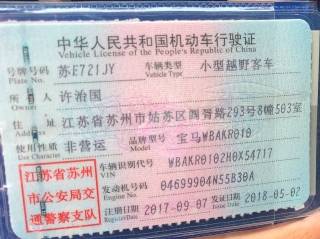 中华人民共和国机动车行驶证
Vehicle License of the People's Republic of China
号牌号码 苏E721JY 车辆类型 小型越野客车
Plate No. Vehicle Type
所有人 许治国
Owner
住址 江苏省苏州市姑苏区四骨路293号8幢503室
Address
使用性质 非营运 品牌型号 宝马WBAKR010
Use Character Model
江苏省苏州市公安局交通警察支队
车辆识别代号 WBAKR0102H0X54717
VIN
发动机号码 04699904N55B30A
Engine No.
注册日期 2017-09-07 发证日期 2018-05-02
Register Date Issue Date